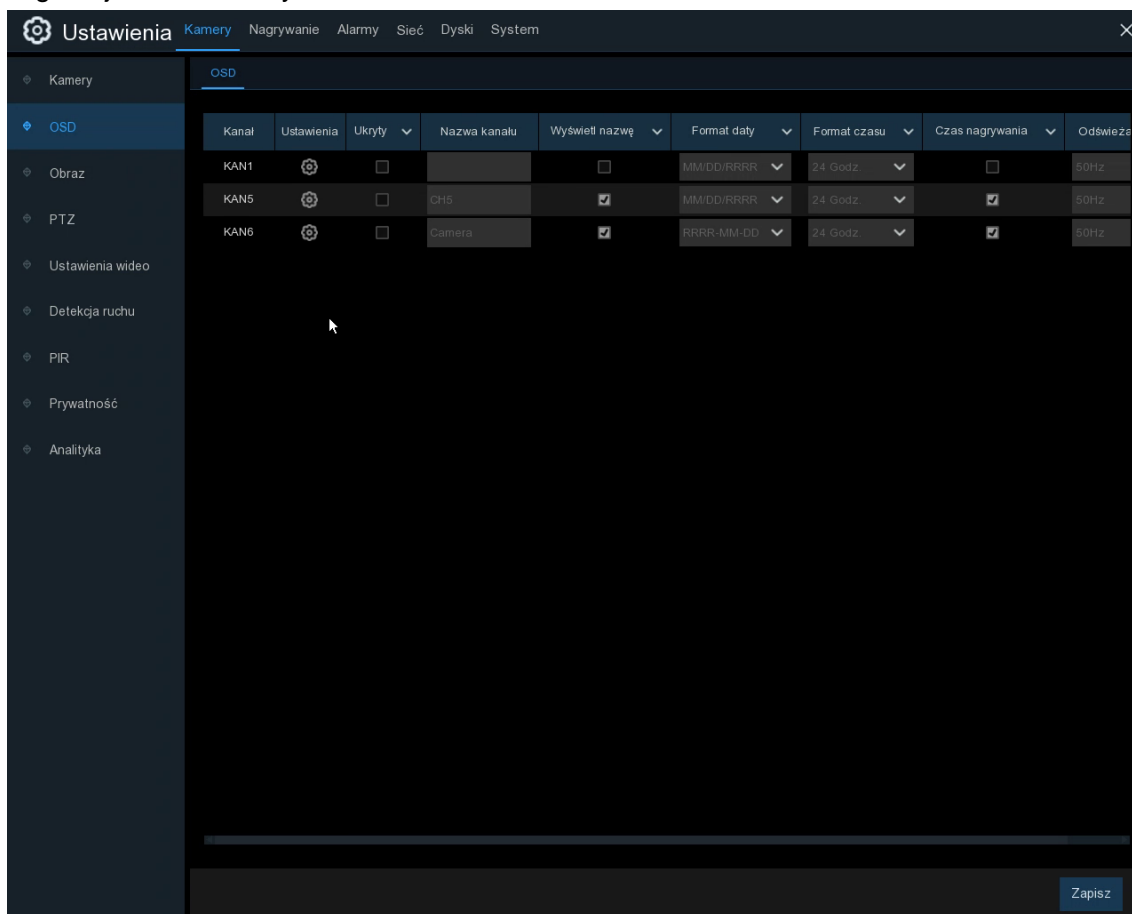 Ustawienia Kamery Nagrywanie Alarmy Sieć Dyski System
Kamery
OSD
Obraz
PTZ
Ustawienia wideo
Detekcja ruchu
PIR
Prywatność
Analityka
OSD
Kanał Ustawienia Ukryty Nazwa kanału Wyświetl nazwę Format daty Format czasu Czas nagrywania Odświeża
KAN1 MM/DD/RRRR 24 Godz. 50Hz
KAN5 CH5 MM/DD/RRRR 24 Godz. 50Hz
KAN6 Camera RRRR-MM-DD 24 Godz. 50Hz
Zapisz